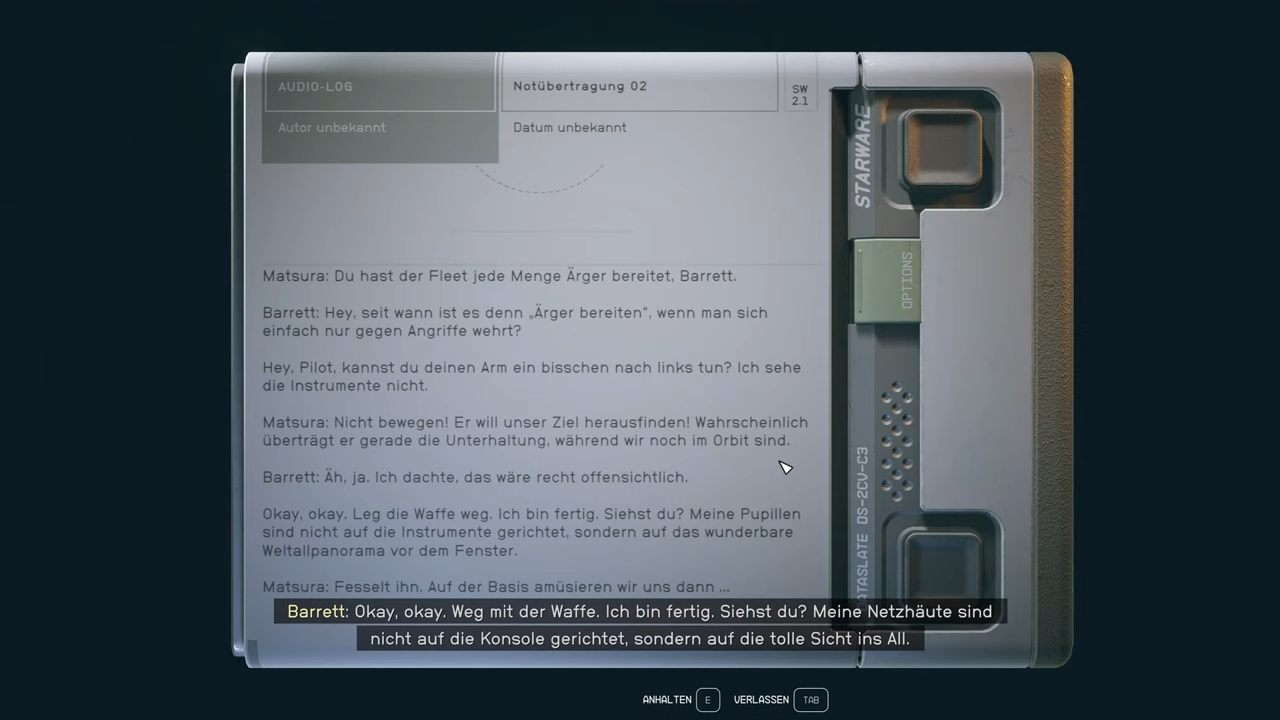 AUDIO-LOG
Notübertragung 02
SW
2.1
Autor unbekannt
Datum unbekannt
STARWARE
OPTIONS
Matsura: Du hast der Fleet jede Menge Ärger bereitet, Barrett.
Barrett: Hey, seit wann ist es denn „Ärger bereiten“, wenn man sich
einfach nur gegen Angriffe wehrt?
Hey, Pilot, kannst du deinen Arm ein bisschen nach links tun? Ich sehe
die Instrumente nicht.
Matsura: Nicht bewegen! Er will unser Ziel herausfinden! Wahrscheinlich
überträgt er gerade die Unterhaltung, während wir noch im Orbit sind.
Barrett: Äh, ja. Ich dachte, das wäre recht offensichtlich.
Okay, okay. Leg die Waffe weg. Ich bin fertig. Siehst du? Meine Pupillen
sind nicht auf die Instrumente gerichtet, sondern auf das wunderbare
Weltallpanorama vor dem Fenster.
Matsura: Fesselt ihn. Auf der Basis amüsieren wir uns dann ...
ATASLATE DS-2CV-C3
Barrett: Okay, okay. Weg mit der Waffe. Ich bin fertig. Siehst du? Meine Netzhäute sind
nicht auf die Konsole gerichtet, sondern auf die tolle Sicht ins All.
ANHALTEN E VERLASSEN TAB